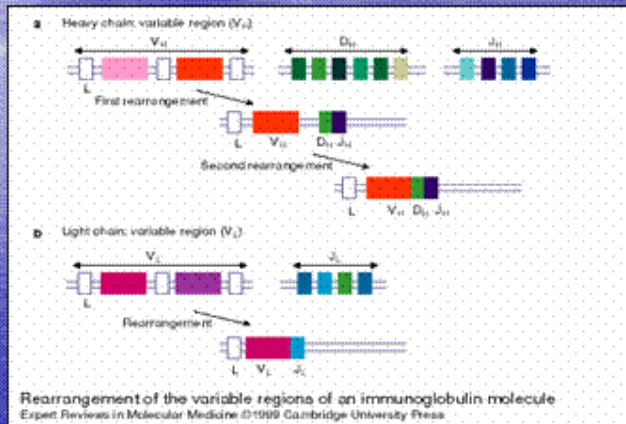 a Heavy chain: variable region (VH)
VH DH JH
L
First rearrangement
L VH DH JH
Second rearrangement
L VH DH JH
b Light chain: variable region (VL)
VL JL
L
Rearrangement
L VL JL
Rearrangement of the variable regions of an immunoglobulin molecule
Expert Reviews in Molecular Medicine ©1999 Cambridge University Press